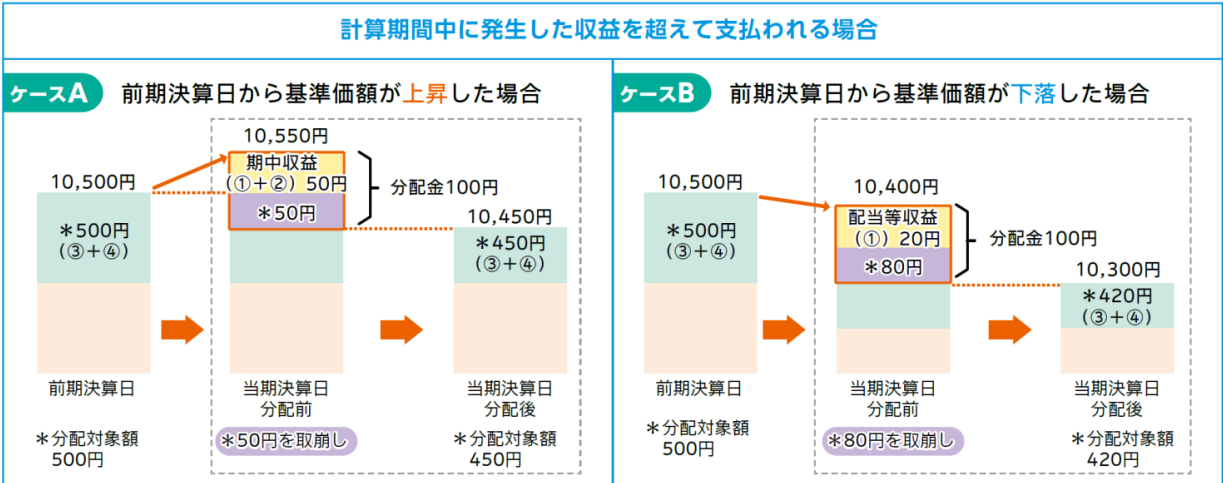 計算期間中に発生した収益を超えて支払われる場合
ケースA 前期決算日から基準価額が上昇した場合
10,550円
期中収益
(①+②) 50円
分配金100円
10,500円
*50円
10,450円
*500円
(③+④)
*450円
(③+④)
前期決算日
当期決算日
分配前
当期決算日
分配後
*分配対象額
500円
*50円を取崩し
*分配対象額
450円
ケースB 前期決算日から基準価額が下落した場合
10,500円
10,400円
*500円
(③+④)
配当等収益
(①) 20円
分配金100円
*80円
10,300円
*420円
(③+④)
前期決算日
当期決算日
分配前
当期決算日
分配後
*分配対象額
500円
*80円を取崩し
*分配対象額
420円